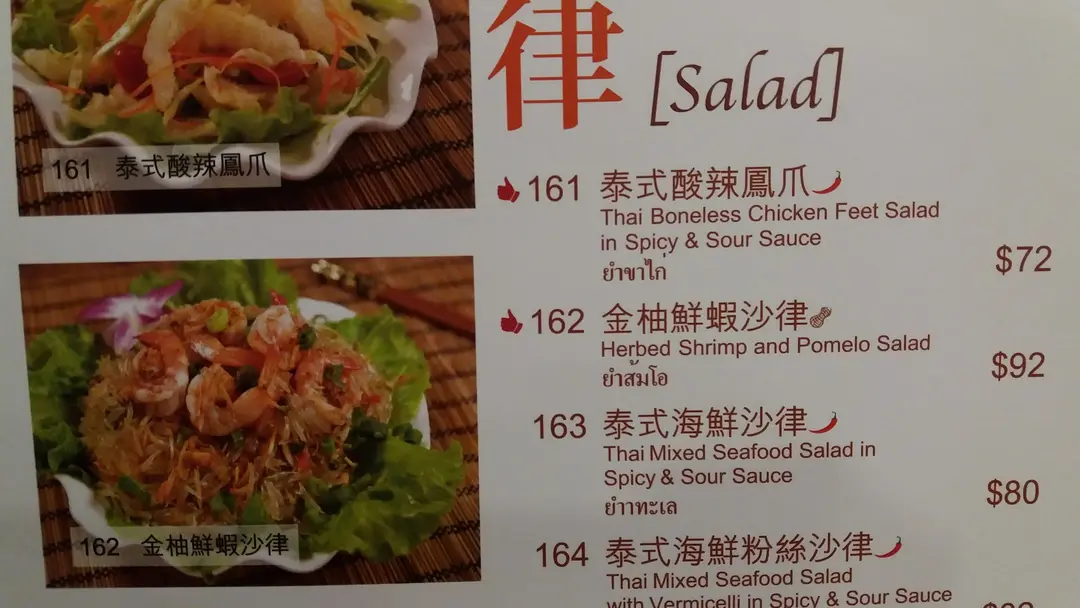 律 [Salad]
161 泰式酸辣鳳爪
161 泰式酸辣鳳爪
Thai Boneless Chicken Feet Salad
in Spicy & Sour Sauce
ยำขาไก่
$72
162 金柚鮮蝦沙律
162 金柚鮮蝦沙律
Herbed Shrimp and Pomelo Salad
ยำส้มโอ
$92
163 泰式海鮮沙律
Thai Mixed Seafood Salad in
Spicy & Sour Sauce
ยำาทะเล
$80
164 泰式海鮮粉絲沙律
Thai Mixed Seafood Salad
with Vermicelli in Spicy & Sour Sauce